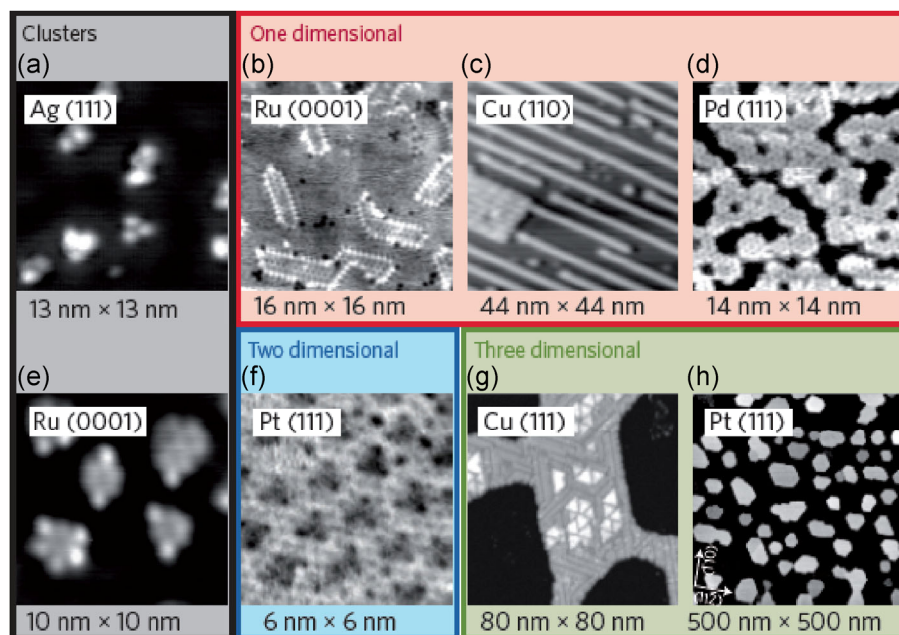 Clusters
(a)
Ag (111)
13 nm × 13 nm
One dimensional
(b)
Ru (0001)
16 nm × 16 nm
(c)
Cu (110)
44 nm × 44 nm
(d)
Pd (111)
14 nm × 14 nm
(e)
Ru (0001)
10 nm × 10 nm
Two dimensional
(f)
Pt (111)
6 nm × 6 nm
Three dimensional
(g)
Cu (111)
80 nm × 80 nm
(h)
Pt (111)
500 nm × 500 nm